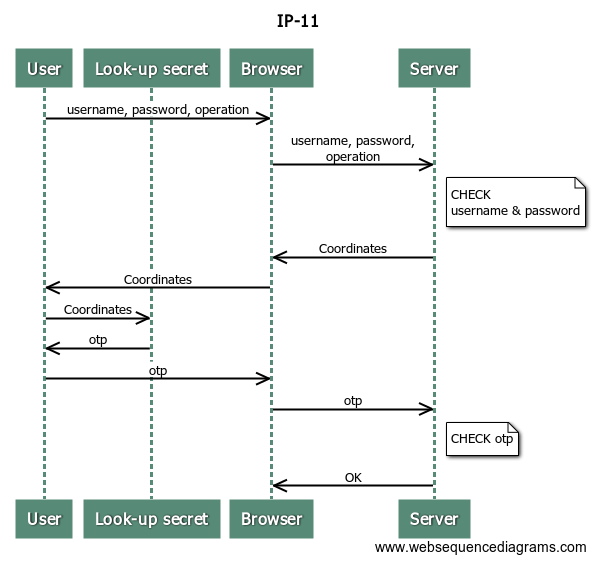 IP-11
User
Look-up secret
Browser
Server
username, password, operation
username, password,
operation
CHECK
username & password
Coordinates
Coordinates
Coordinates
otp
otp
otp
CHECK otp
OK
User
Look-up secret
Browser
Server
www.websequencediagrams.com